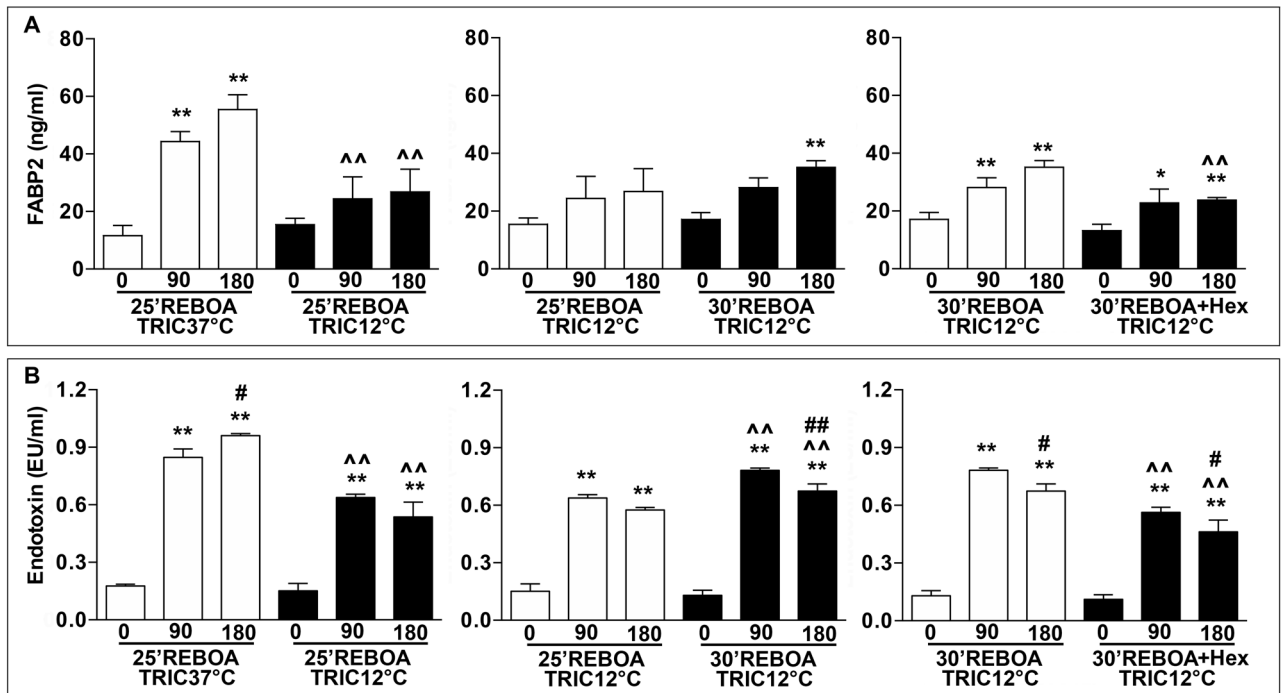 A
FABP2 (ng/ml)
80
60
40
20
0
**
**
^^
^^
0 90 180 0 90 180
25'REBOA TRIC37°C
25'REBOA TRIC12°C
80
60
40
20
0
**
0 90 180 0 90 180
25'REBOA TRIC12°C
30'REBOA TRIC12°C
80
60
40
20
0
**
**
*
^^
**
0 90 180 0 90 180
30'REBOA TRIC12°C
30'REBOA+Hex TRIC12°C
B
Endotoxin (EU/ml)
1.2
0.9
0.6
0.3
0.0
**
#
**
^^
**
^^
**
0 90 180 0 90 180
25'REBOA TRIC37°C
25'REBOA TRIC12°C
1.2
0.9
0.6
0.3
0.0
**
**
^^
**
##
^^
**
0 90 180 0 90 180
25'REBOA TRIC12°C
30'REBOA TRIC12°C
1.2
0.9
0.6
0.3
0.0
**
#
**
^^
**
#
^^
**
0 90 180 0 90 180
30'REBOA TRIC12°C
30'REBOA+Hex TRIC12°C